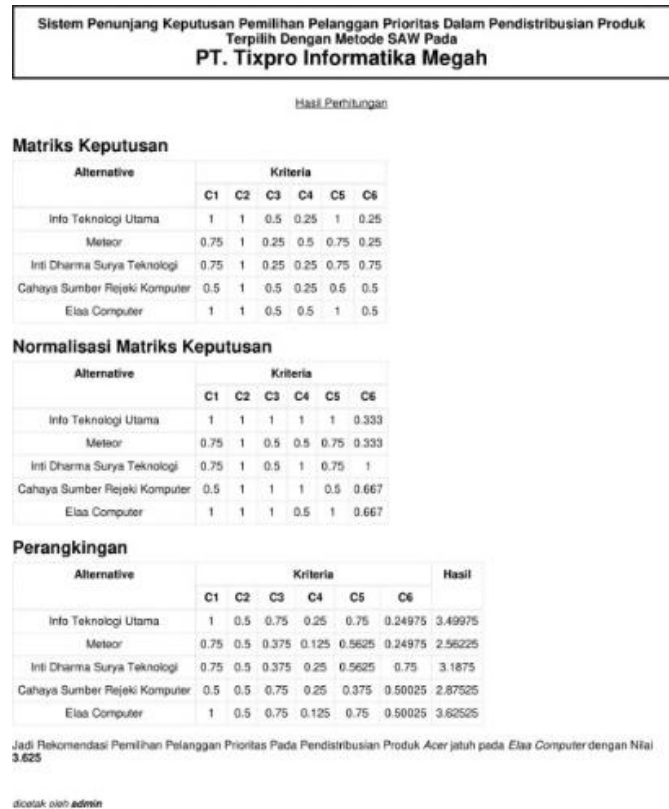 Sistem Penunjang Keputusan Pemilihan Pelanggan Prioritas Dalam Pendistribusian Produk
Terpilih Dengan Metode SAW Pada
PT. Tixpro Informatika Megah
Hasil Perhitungan
Matriks Keputusan
Alternative Kriteria
C1 C2 C3 C4 C5 C6
Info Teknologi Utama 1 1 0.5 0.25 1 0.25
Meteor 0.75 1 0.25 0.5 0.75 0.25
Inti Dharma Surya Teknologi 0.75 1 0.25 0.25 0.75 0.75
Cahaya Sumber Rejeki Komputer 0.5 1 0.5 0.25 0.5 0.5
Elaa Computer 1 1 0.5 0.5 1 0.5
Normalisasi Matriks Keputusan
Alternative Kriteria
C1 C2 C3 C4 C5 C6
Info Teknologi Utama 1 1 1 1 1 0.333
Meteor 0.75 1 0.5 0.5 0.75 0.333
Inti Dharma Surya Teknologi 0.75 1 0.5 1 0.75 1
Cahaya Sumber Rejeki Komputer 0.5 1 1 1 0.5 0.667
Elaa Computer 1 1 1 0.5 1 0.667
Perangkingan
Alternative Kriteria Hasil
C1 C2 C3 C4 C5 C6
Info Teknologi Utama 1 0.5 0.75 0.25 0.75 0.24975 3.49975
Meteor 0.75 0.5 0.375 0.125 0.5625 0.24975 2.56225
Inti Dharma Surya Teknologi 0.75 0.5 0.375 0.25 0.5625 0.75 3.1875
Cahaya Sumber Rejeki Komputer 0.5 0.5 0.75 0.25 0.375 0.50025 2.87525
Elaa Computer 1 0.5 0.75 0.125 0.75 0.50025 3.62525
Jadi Rekomendasi Pemilihan Pelanggan Prioritas Pada Pendistribusian Produk Acer jatuh pada Elaa Computer dengan Nilai
3.625
dicetak oleh admin